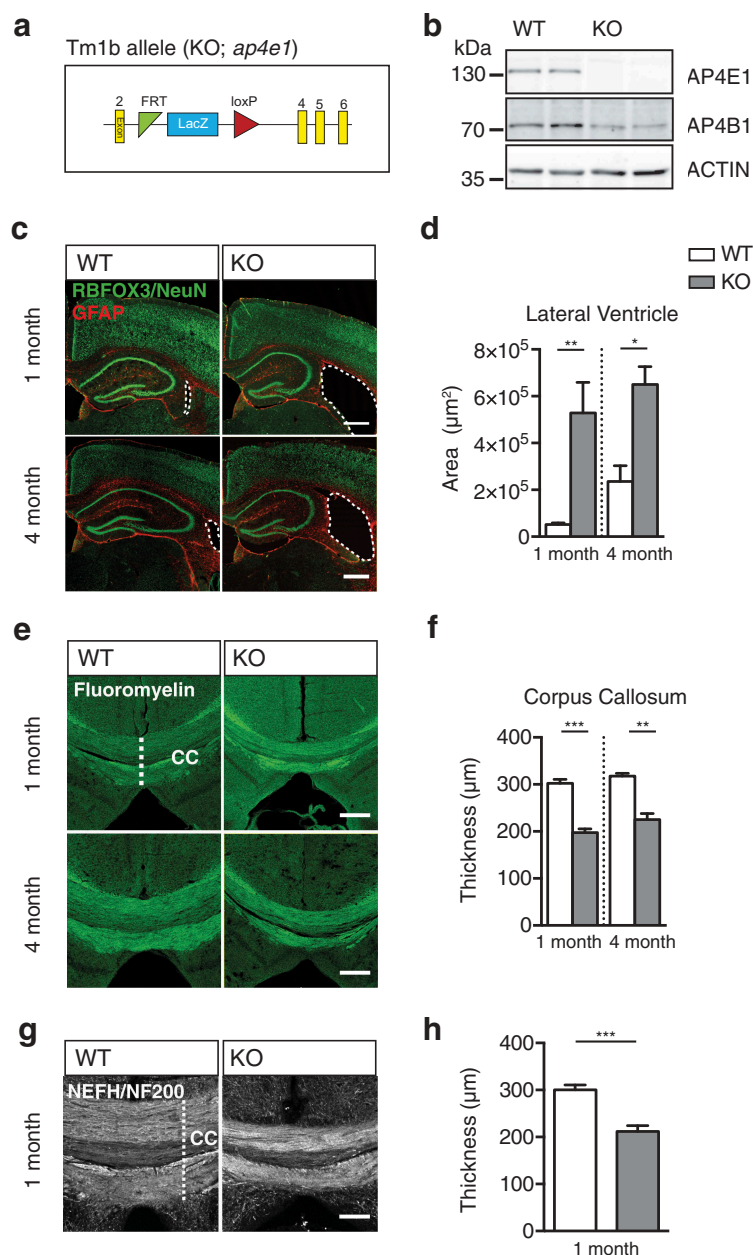 a
Tm1b allele (KO; ap4e1)
2 FRT loxP 4 5 6
Exon LacZ
b
WT KO
kDa
130 AP4E1
70 AP4B1
35 ACTIN
c
WT KO
RBFOX3/NeuN
GFAP
1 month
4 month
d
WT
KO
Lateral Ventricle
** *
Area (µm²)
8×10⁵
6×10⁵
4×10⁵
2×10⁵
0
1 month 4 month
e
WT KO
Fluoromyelin
CC
1 month
4 month
f
Corpus Callosum
*** **
Thickness (µm)
400
300
200
100
0
1 month 4 month
g
WT KO
NEFH/NF200
CC
1 month
h
***
Thickness (µm)
400
300
200
100
0
1 month